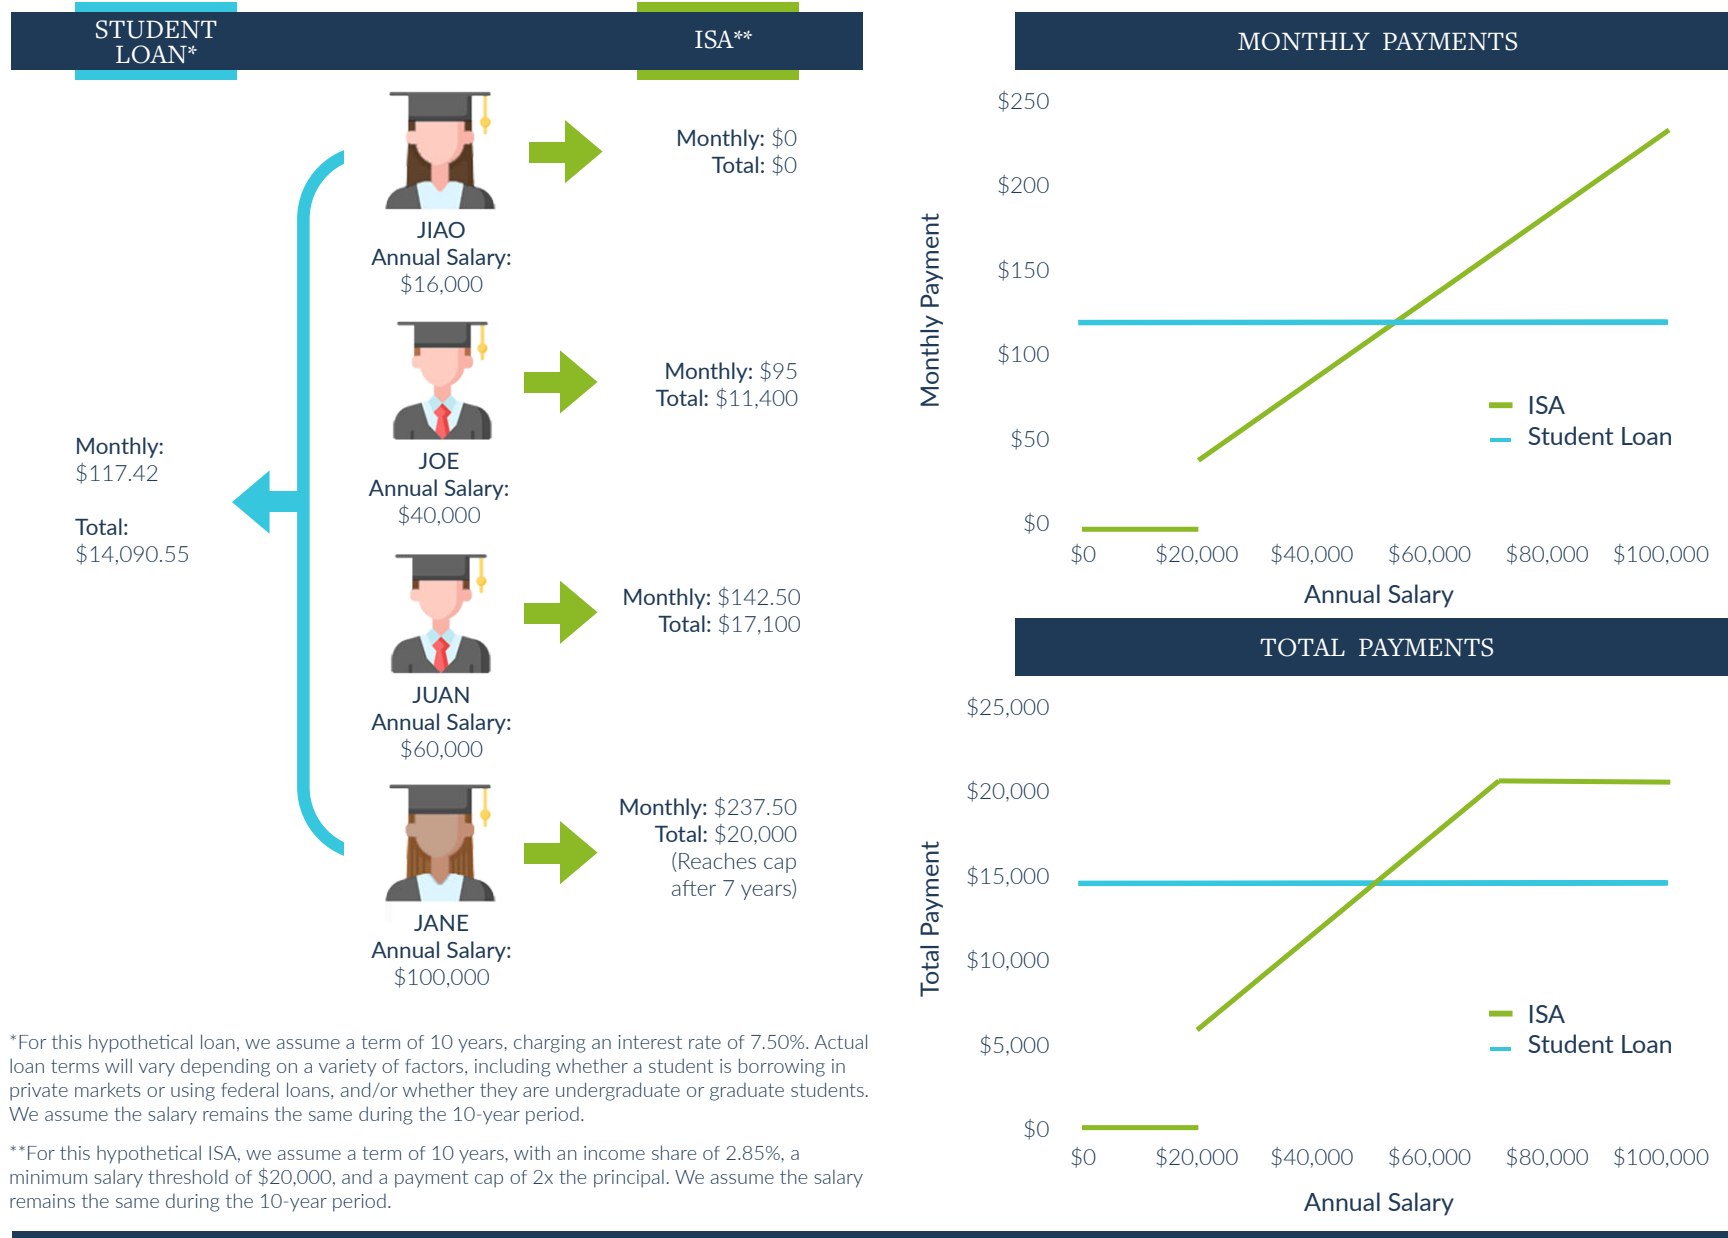 STUDENT
LOAN*
ISA**
Monthly:
$117.42
Total:
$14,090.55
JIAO
Annual Salary:
$16,000
Monthly: $0
Total: $0
JOE
Annual Salary:
$40,000
Monthly: $95
Total: $11,400
JUAN
Annual Salary:
$60,000
Monthly: $142.50
Total: $17,100
JANE
Annual Salary:
$100,000
Monthly: $237.50
Total: $20,000
(Reaches cap
after 7 years)
*For this hypothetical loan, we assume a term of 10 years, charging an interest rate of 7.50%. Actual
loan terms will vary depending on a variety of factors, including whether a student is borrowing in
private markets or using federal loans, and/or whether they are undergraduate or graduate students.
We assume the salary remains the same during the 10-year period.
**For this hypothetical ISA, we assume a term of 10 years, with an income share of 2.85%, a
minimum salary threshold of $20,000, and a payment cap of 2x the principal. We assume the salary
remains the same during the 10-year period.
MONTHLY PAYMENTS
Monthly Payment
$250
$200
$150
$100
$50
$0
$0 $20,000 $40,000 $60,000 $80,000 $100,000
Annual Salary
ISA
Student Loan
TOTAL PAYMENTS
Total Payment
$25,000
$20,000
$15,000
$10,000
$5,000
$0
$0 $20,000 $40,000 $60,000 $80,000 $100,000
Annual Salary
ISA
Student Loan